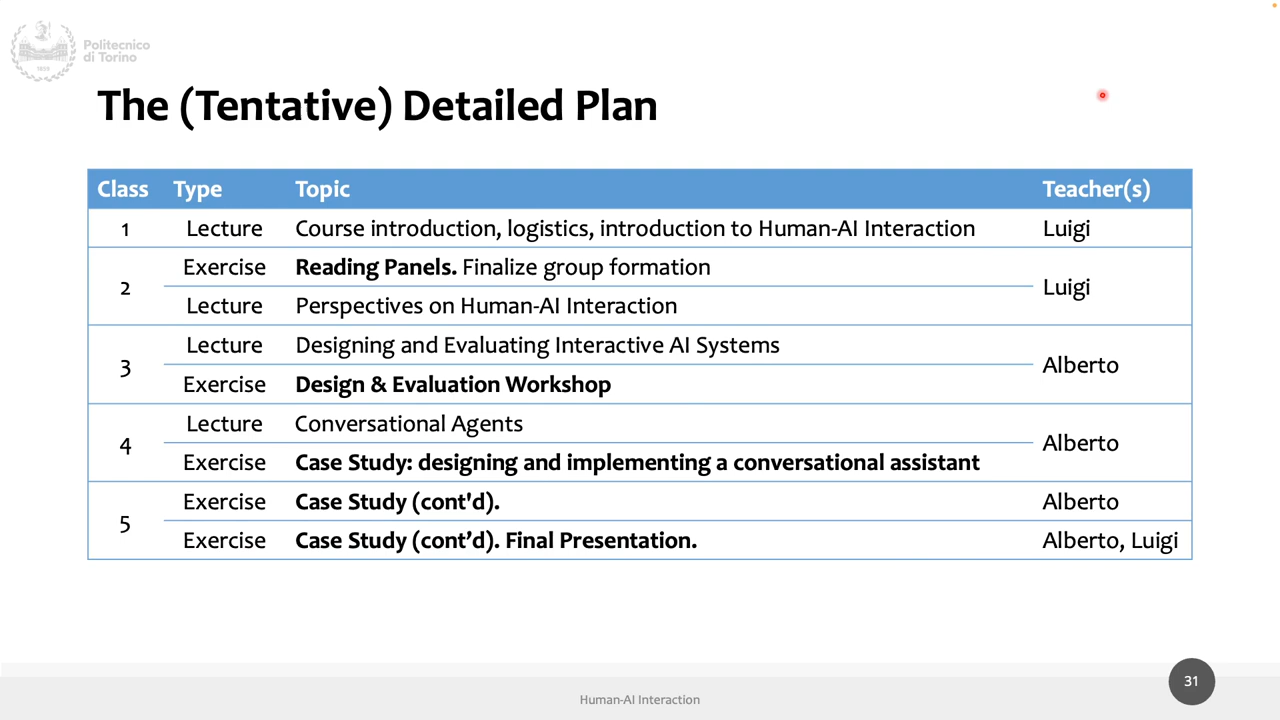 Politecnico
di Torino
1859
The (Tentative) Detailed Plan
Class Type Topic Teacher(s)
1 Lecture Course introduction, logistics, introduction to Human-AI Interaction Luigi
2 Exercise Reading Panels. Finalize group formation Luigi
Lecture Perspectives on Human-AI Interaction
3 Lecture Designing and Evaluating Interactive AI Systems Alberto
Exercise Design & Evaluation Workshop
4 Lecture Conversational Agents Alberto
Exercise Case Study: designing and implementing a conversational assistant
5 Exercise Case Study (cont'd). Alberto
Exercise Case Study (cont’d). Final Presentation. Alberto, Luigi
Human-AI Interaction
31